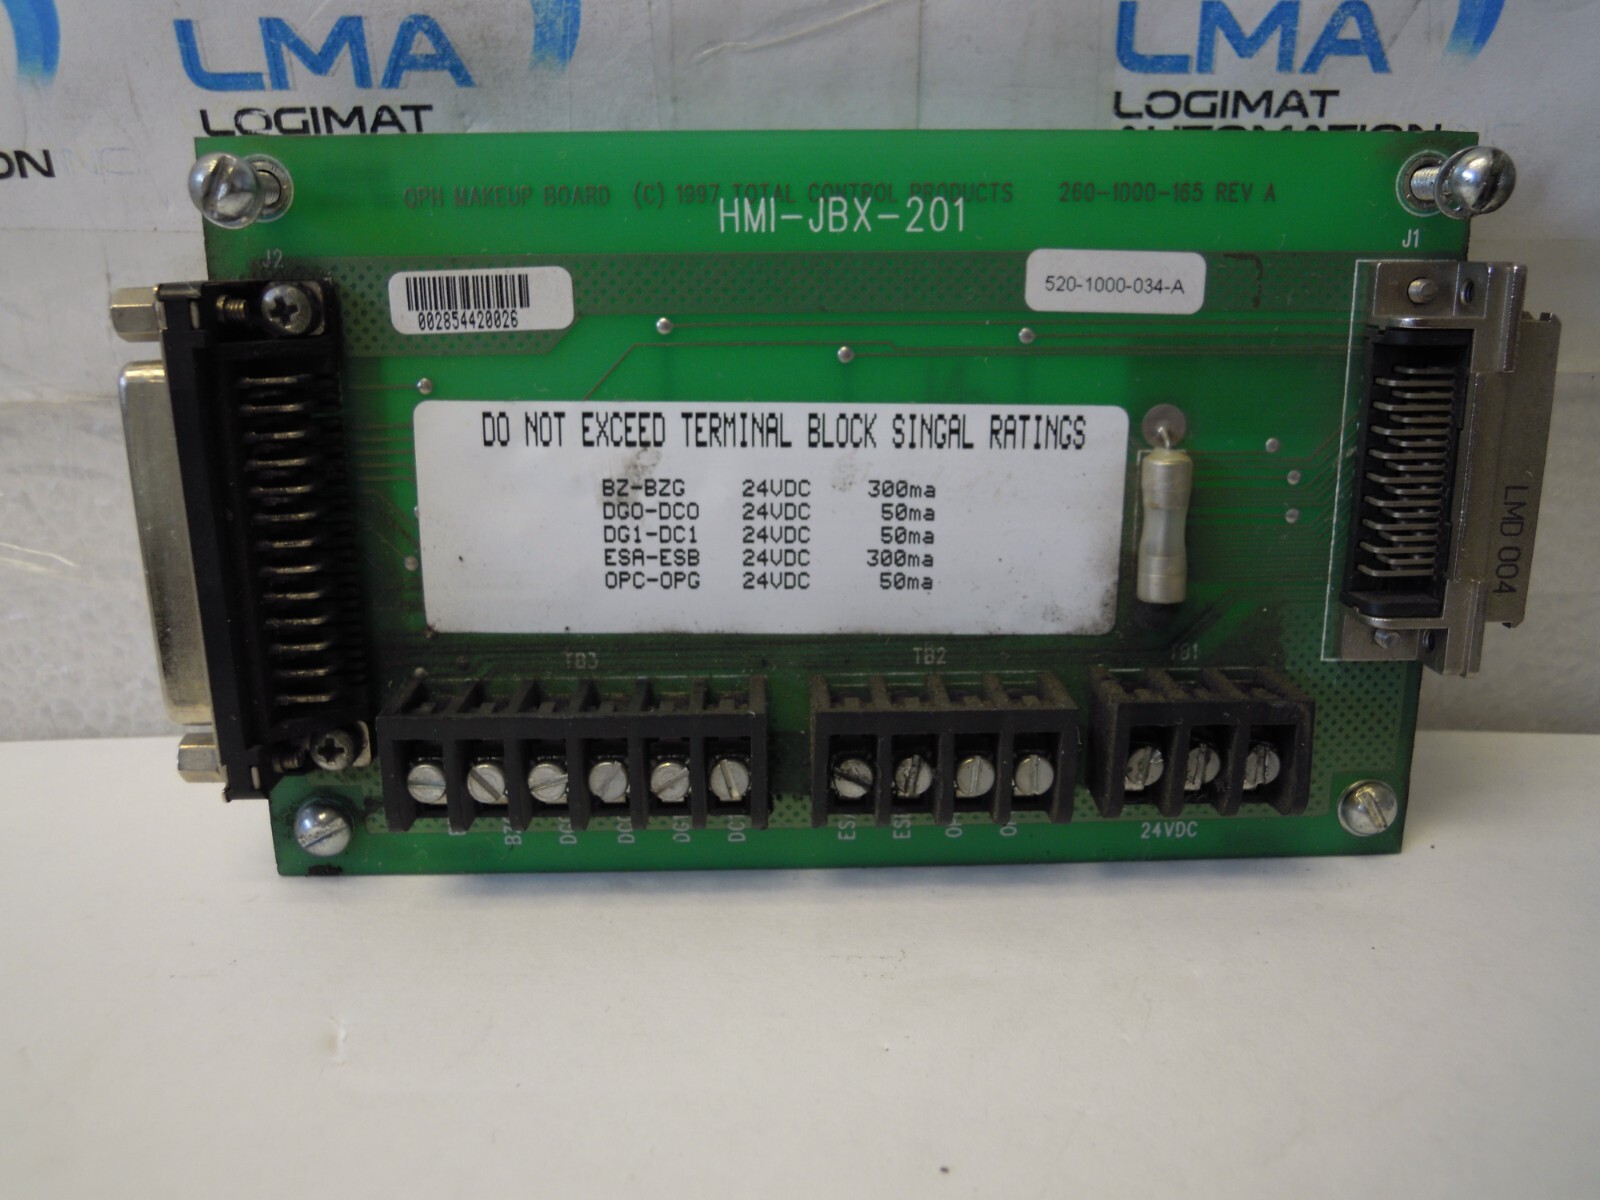 LMA
LOGIMAT
LMA
LOGIMAT
AUTOMATION
QPH MAKEUP BOARD (C) 1997 TOTAL CONTROL PRODUCTS 260-1000-165 REV A
HMI-JBX-201
J2
J1
002854420026
520-1000-034-A
DO NOT EXCEED TERMINAL BLOCK SINGAL RATINGS
BZ-BZG 24VDC 300ma
DG0-DC0 24VDC 50ma
DG1-DC1 24VDC 50ma
ESA-ESB 24VDC 300ma
OPC-OPG 24VDC 50ma
LMD 004
TB3 TB2 TB1
24VDC